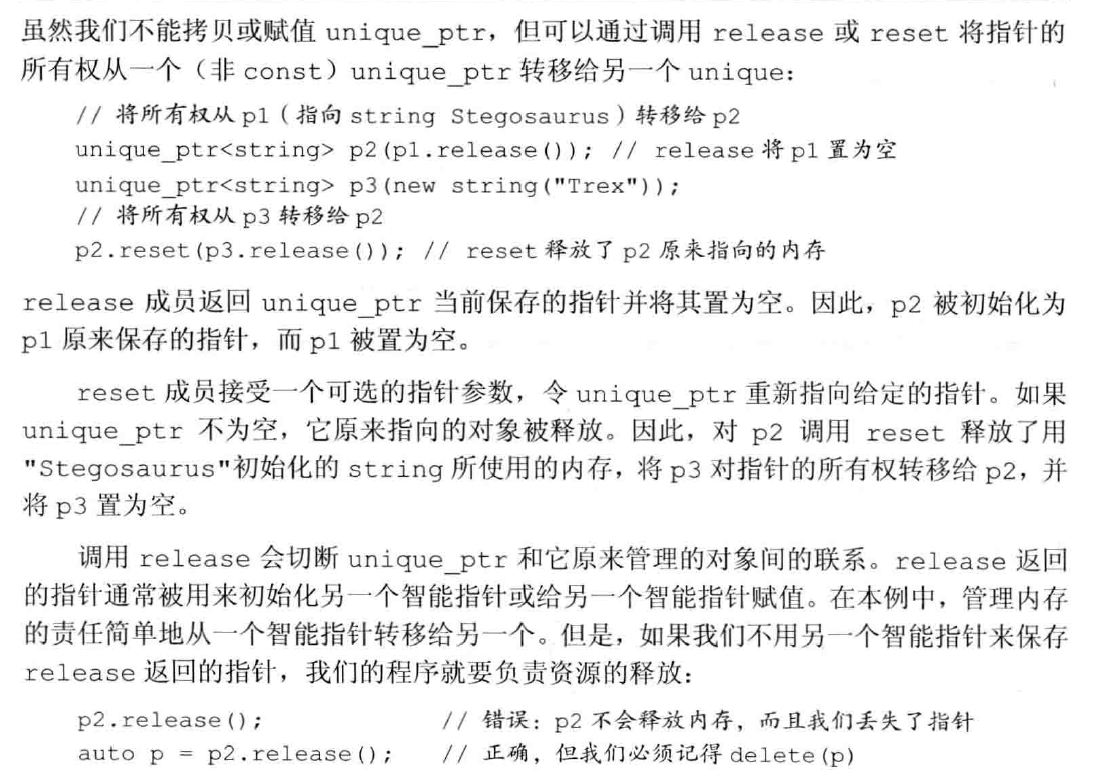 虽然我们不能拷贝或赋值 unique_ptr，但可以通过调用 release 或 reset 将指针的
所有权从一个（非 const）unique_ptr 转移给另一个 unique：
// 将所有权从 p1（指向 string Stegosaurus）转移给 p2
unique_ptr<string> p2(p1.release()); // release 将 p1 置为空
unique_ptr<string> p3(new string("Trex"));
// 将所有权从 p3 转移给 p2
p2.reset(p3.release()); // reset 释放了 p2 原来指向的内存
release 成员返回 unique_ptr 当前保存的指针并将其置为空。因此，p2 被初始化为
p1 原来保存的指针，而 p1 被置为空。
reset 成员接受一个可选的指针参数，令 unique_ptr 重新指向给定的指针。如果
unique_ptr 不为空，它原来指向的对象被释放。因此，对 p2 调用 reset 释放了用
"Stegosaurus"初始化的 string 所使用的内存，将 p3 对指针的所有权转移给 p2，并
将 p3 置为空。
调用 release 会切断 unique_ptr 和它原来管理的对象间的联系。release 返回
的指针通常被用来初始化另一个智能指针或给另一个智能指针赋值。在本例中，管理内存
的责任简单地从一个智能指针转移给另一个。但是，如果我们不用另一个智能指针来保存
release 返回的指针，我们的程序就要负责资源的释放：
p2.release(); // 错误：p2 不会释放内存，而且我们丢失了指针
auto p = p2.release(); // 正确，但我们必须记得 delete(p)